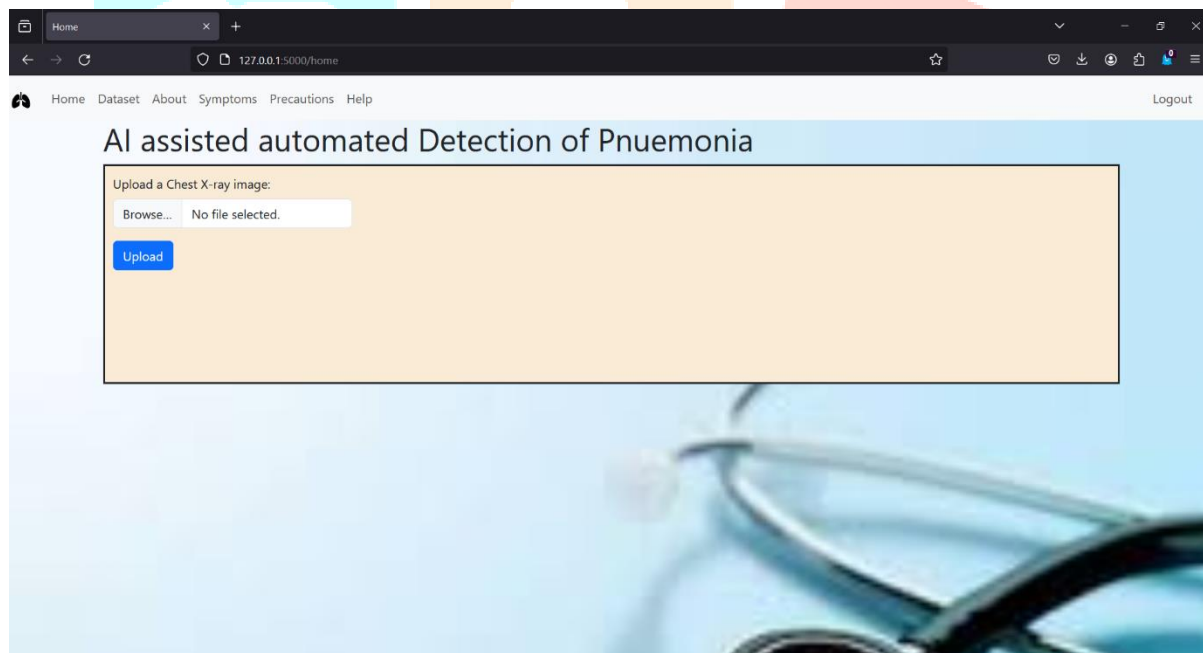 Home
127.0.0.1:5000/home
0
Home Dataset About Symptoms Precautions Help Logout
AI assisted automated Detection of Pnuemonia
Upload a Chest X-ray image:
Browse... No file selected.
Upload